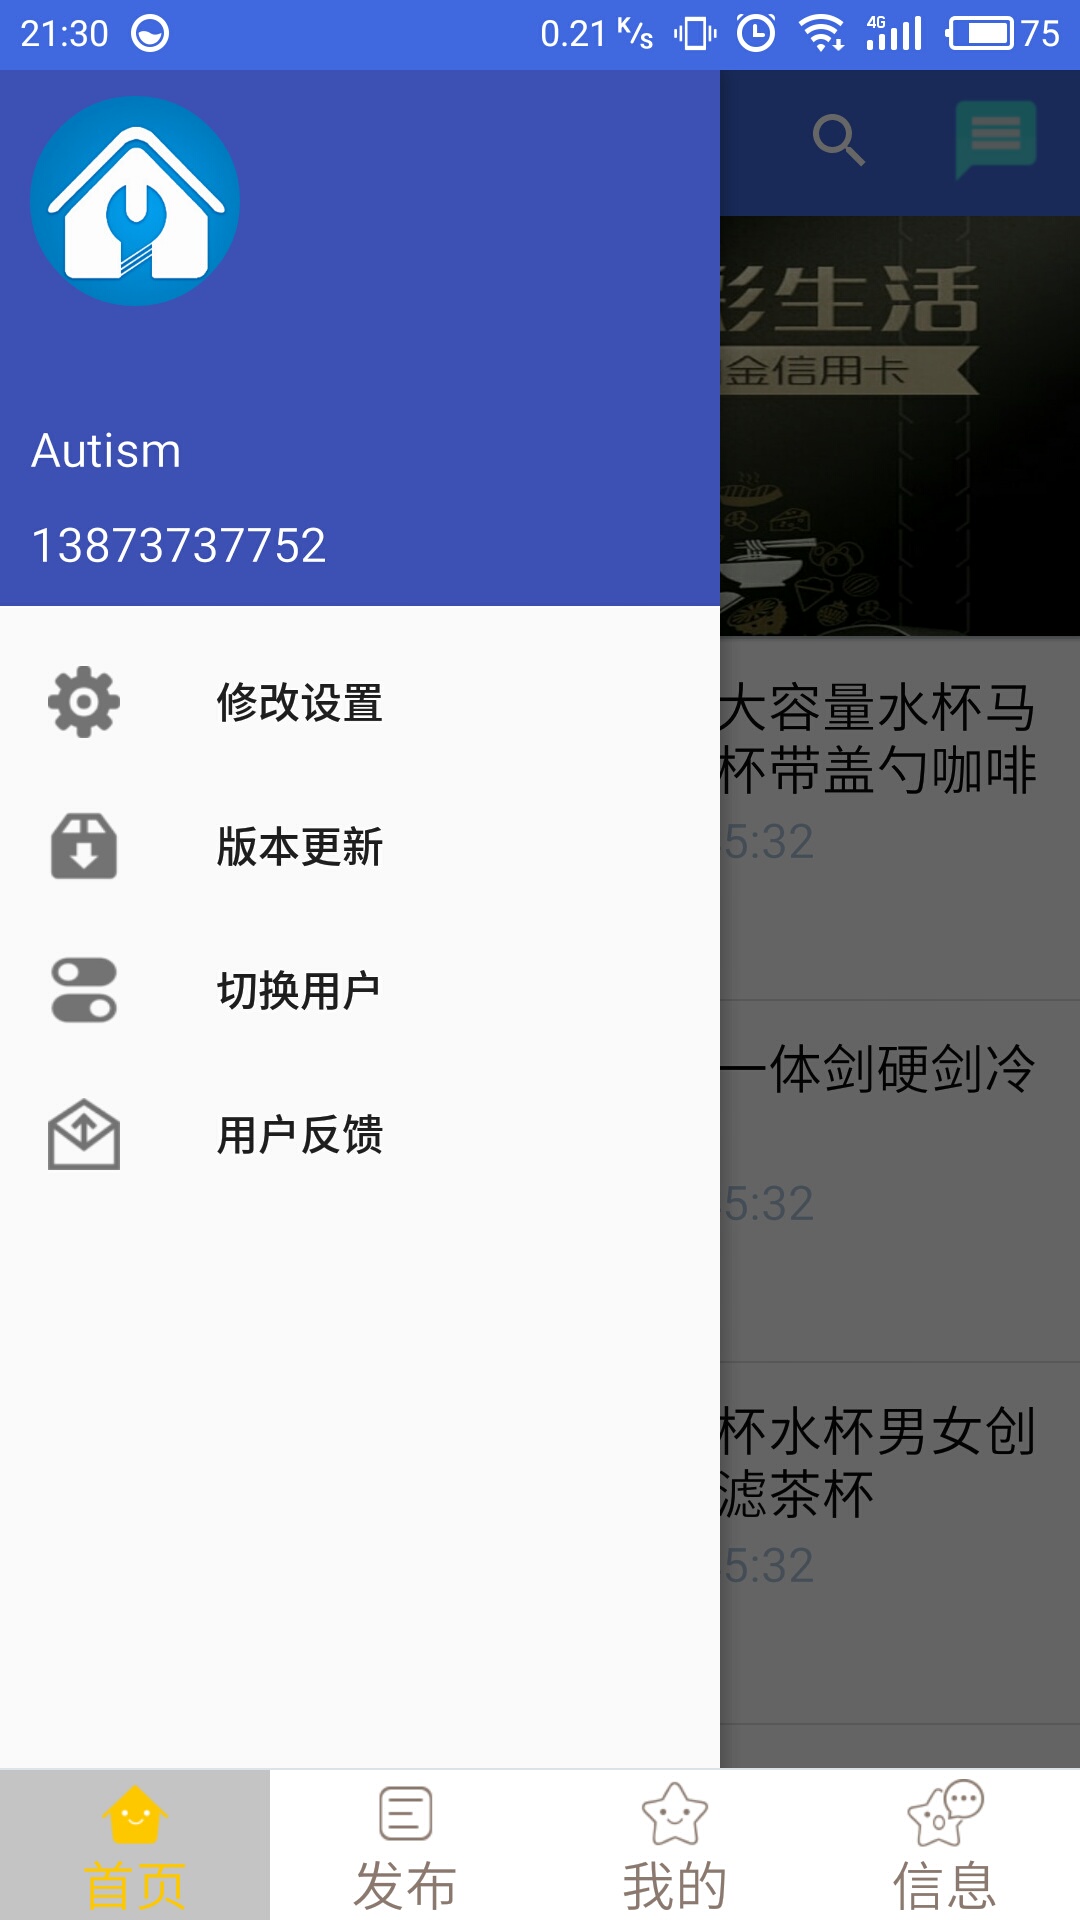 21:30
0.21 K/s
4G
75
彩生活
金信用卡
Autism
13873737752
修改设置
版本更新
切换用户
用户反馈
大容量水杯马
杯带盖勺咖啡
5:32
一体剑硬剑冷
5:32
杯水杯男女创
滤茶杯
5:32
首页
发布
我的
信息